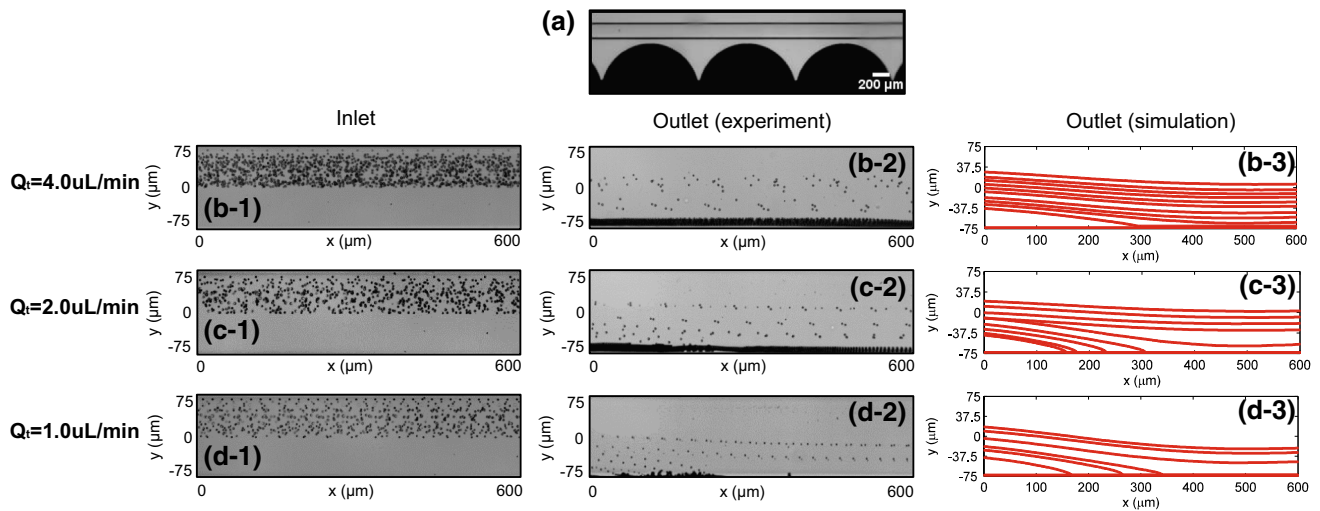 (a)
200 µm
Inlet
Outlet (experiment)
Outlet (simulation)
Qt=4.0uL/min
y (µm)
75
0
-75
(b-1)
0
x (µm)
600
y (µm)
75
0
-75
(b-2)
0
x (µm)
600
y (µm)
75
37.5
0
-37.5
-75
(b-3)
0
100
200
300
400
500
600
x (µm)
Qt=2.0uL/min
y (µm)
75
0
-75
(c-1)
0
x (µm)
600
y (µm)
75
0
-75
(c-2)
0
x (µm)
600
y (µm)
75
37.5
0
-37.5
-75
(c-3)
0
100
200
300
400
500
600
x (µm)
Qt=1.0uL/min
y (µm)
75
0
-75
(d-1)
0
x (µm)
600
y (µm)
75
0
-75
(d-2)
0
x (µm)
600
y (µm)
75
37.5
0
-37.5
-75
(d-3)
0
100
200
300
400
500
600
x (µm)